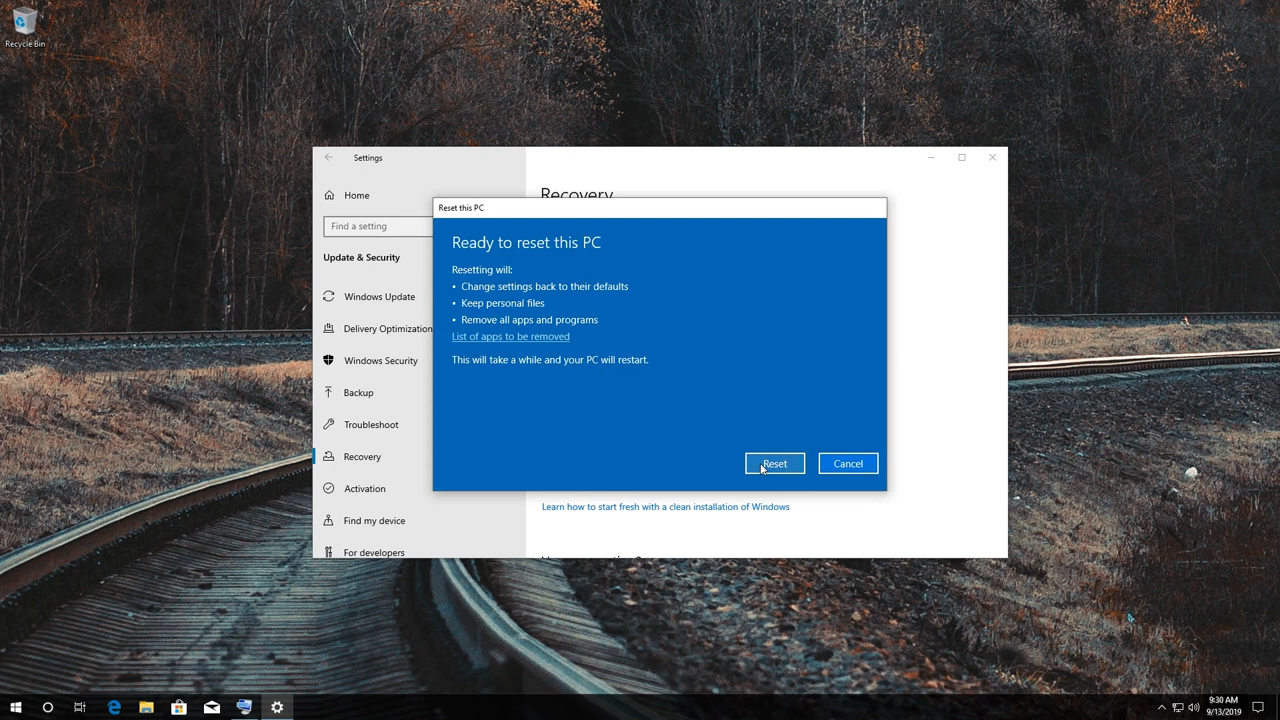 Recycle Bin
Settings
Home
Find a setting
Update & Security
Windows Update
Delivery Optimization
Windows Security
Backup
Troubleshoot
Recovery
Activation
Find my device
For developers
Recovery
Reset this PC
Ready to reset this PC
Resetting will:
• Change settings back to their defaults
• Keep personal files
• Remove all apps and programs
List of apps to be removed
This will take a while and your PC will restart.
Reset
Cancel
Learn how to start fresh with a clean installation of Windows
9:30 AM
9/13/2019